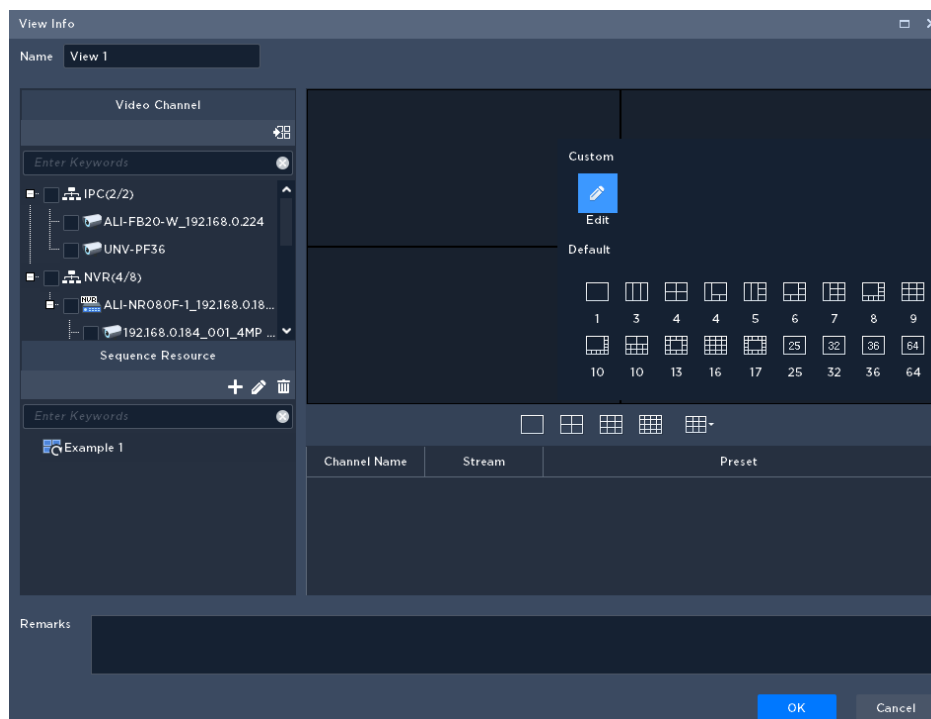 View Info
Name View 1
Video Channel
Enter Keywords
IPC(2/2)
ALI-FB20-W_192.168.0.224
UNV-PF36
NVR(4/8)
NVR ALI-NR080F-1_192.168.0.18...
192.168.0.184_001_4MP ...
Sequence Resource
Enter Keywords
Example 1
Custom
Edit
Default
1 3 4 4 5 6 7 8 9
25 32 36 64
10 10 13 16 17 25 32 36 64
Channel Name Stream Preset
Remarks
OK Cancel